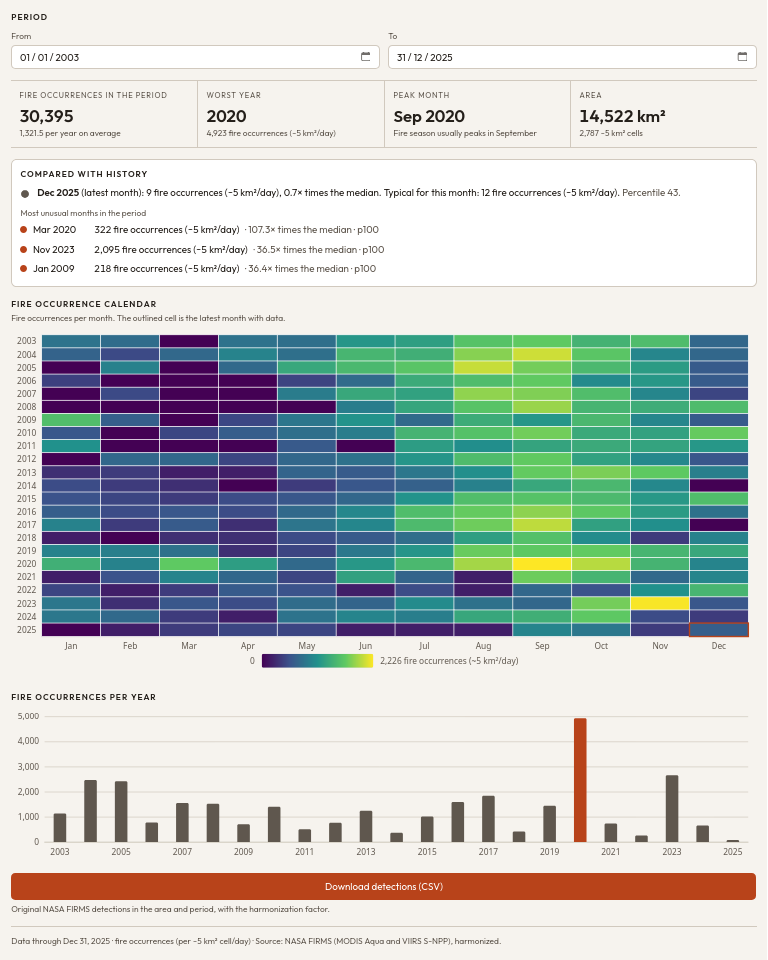 PERIOD
From To
01 / 01 / 2003 31 / 12 / 2025
FIRE OCCURRENCES IN THE PERIOD WORST YEAR PEAK MONTH AREA
30,395 2020 Sep 2020 14,522 km²
1,321.5 per year on average 4,923 fire occurrences (~5 km²/day) Fire season usually peaks in September 2,787 ~5 km² cells
COMPARED WITH HISTORY
Dec 2025 (latest month): 9 fire occurrences (~5 km²/day), 0.7× times the median. Typical for this month: 12 fire occurrences (~5 km²/day). Percentile 43.
Most unusual months in the period
Mar 2020 322 fire occurrences (~5 km²/day) · 107.3× times the median · p100
Nov 2023 2,095 fire occurrences (~5 km²/day) · 36.5× times the median · p100
Jan 2009 218 fire occurrences (~5 km²/day) · 36.4× times the median · p100
FIRE OCCURRENCE CALENDAR
Fire occurrences per month. The outlined cell is the latest month with data.
2003
2004
2005
2006
2007
2008
2009
2010
2011
2012
2013
2014
2015
2016
2017
2018
2019
2020
2021
2022
2023
2024
2025
Jan Feb Mar Apr May Jun Jul Aug Sep Oct Nov Dec
0 2,226 fire occurrences (~5 km²/day)
FIRE OCCURRENCES PER YEAR
5,000
4,000
3,000
2,000
1,000
0
2003 2005 2007 2009 2011 2013 2015 2017 2019 2021 2023 2025
Download detections (CSV)
Original NASA FIRMS detections in the area and period, with the harmonization factor.
Data through Dec 31, 2025 · fire occurrences (per ~5 km² cell/day) · Source: NASA FIRMS (MODIS Aqua and VIIRS S-NPP), harmonized.